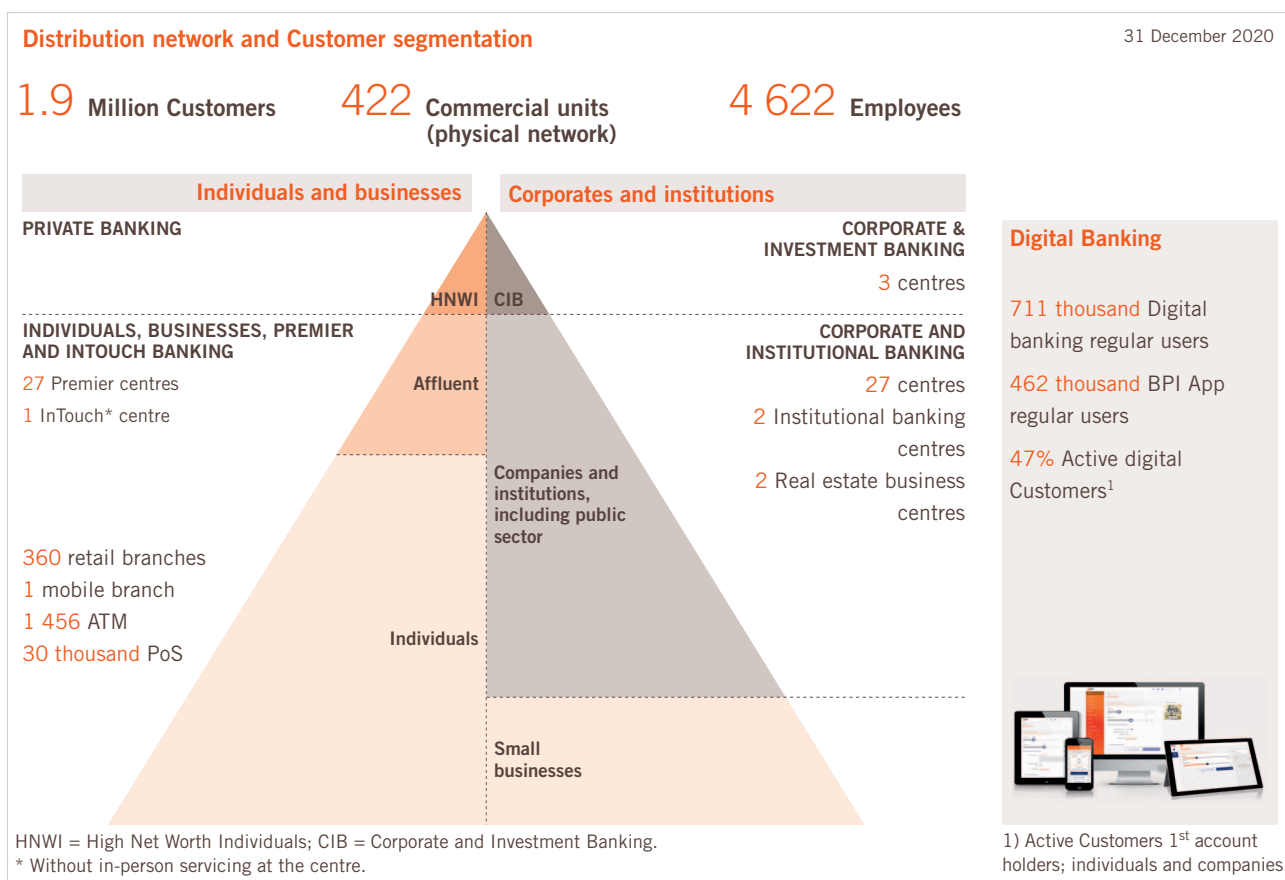 Distribution network and Customer segmentation
31 December 2020
1.9 Million Customers
422 Commercial units
(physical network)
4 622 Employees
Individuals and businesses
Corporates and institutions
PRIVATE BANKING
HNWI
CIB
CORPORATE &
INVESTMENT BANKING
3 centres
INDIVIDUALS, BUSINESSES, PREMIER
AND INTOUCH BANKING
27 Premier centres
1 InTouch* centre
Affluent
CORPORATE AND
INSTITUTIONAL BANKING
27 centres
2 Institutional banking
centres
2 Real estate business
centres
Companies and
institutions,
including public
sector
360 retail branches
1 mobile branch
1 456 ATM
30 thousand PoS
Individuals
Small
businesses
Digital Banking
711 thousand Digital
banking regular users
462 thousand BPI App
regular users
47% Active digital
Customers1
HNWI = High Net Worth Individuals; CIB = Corporate and Investment Banking.
* Without in-person servicing at the centre.
1) Active Customers 1st account
holders; individuals and companies